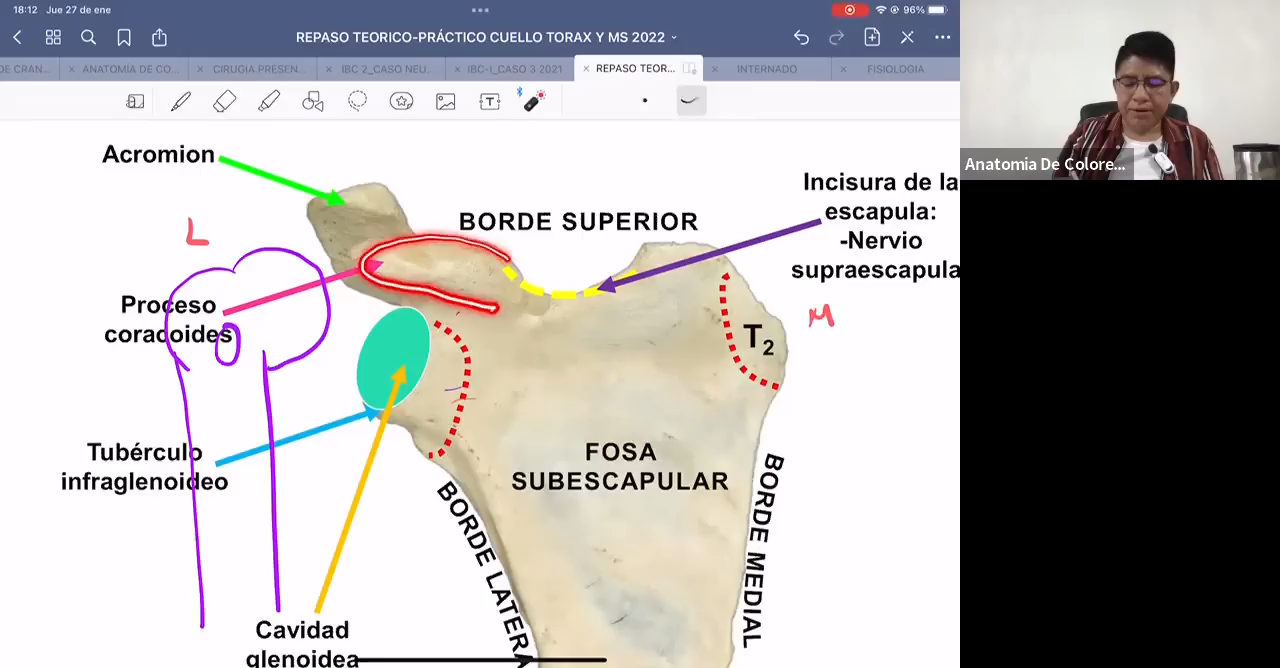 18:12 Jue 27 de ene
96%
REPASO TEORICO-PRÁCTICO CUELLO TORAX Y MS 2022
DE CRAN...
ANATOMÍA DE CO...
CIRUGIA PRESEN...
IBC 2_CASO NEU...
IBC-I_CASO 3 2021
REPASO TEOR...
INTERNADO
FISIOLOGIA
Anatomia De Colore...
Acromion
L
BORDE SUPERIOR
Incisura de la
escapula:
-Nervio
supraescapula
Proceso
coracoides
M
T2
Tubérculo
infraglenoideo
FOSA
SUBESCAPULAR
BORDE LATERA
BORDE MEDIAL
Cavidad
glenoidea